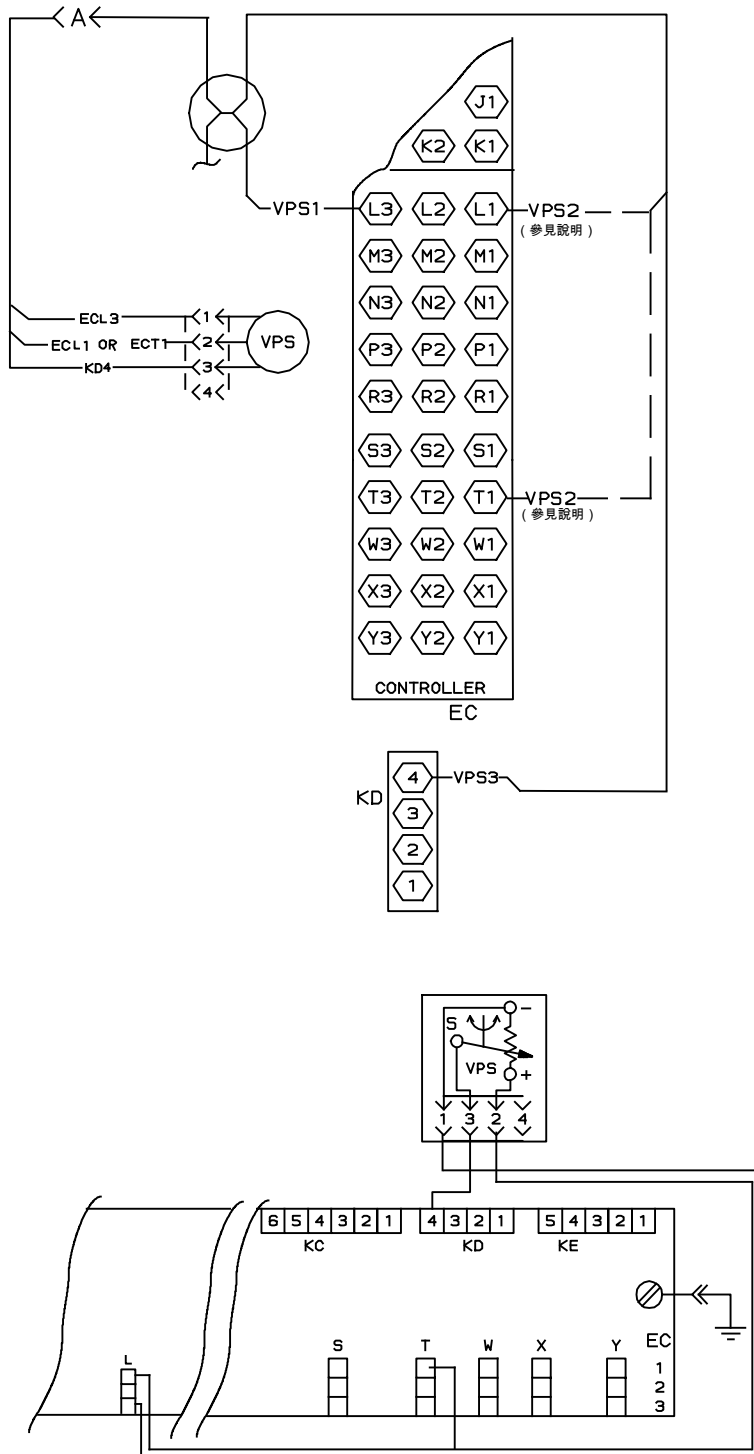 A
J1
K2 K1
VPS1 L3 L2 L1 VPS2
(參見說明)
M3 M2 M1
N3 N2 N1
ECL3 1
ECL1 OR ECT1 2 VPS
KD4 3
4
P3 P2 P1
R3 R2 R1
S3 S2 S1
T3 T2 T1 VPS2
(參見說明)
W3 W2 W1
X3 X2 X1
Y3 Y2 Y1
CONTROLLER
EC
KD
4 VPS3
3
2
1
−
S
VPS
+
1 3 2 4
6 5 4 3 2 1 4 3 2 1 5 4 3 2 1
KC KD KE
L S T W X Y EC
1
2
3